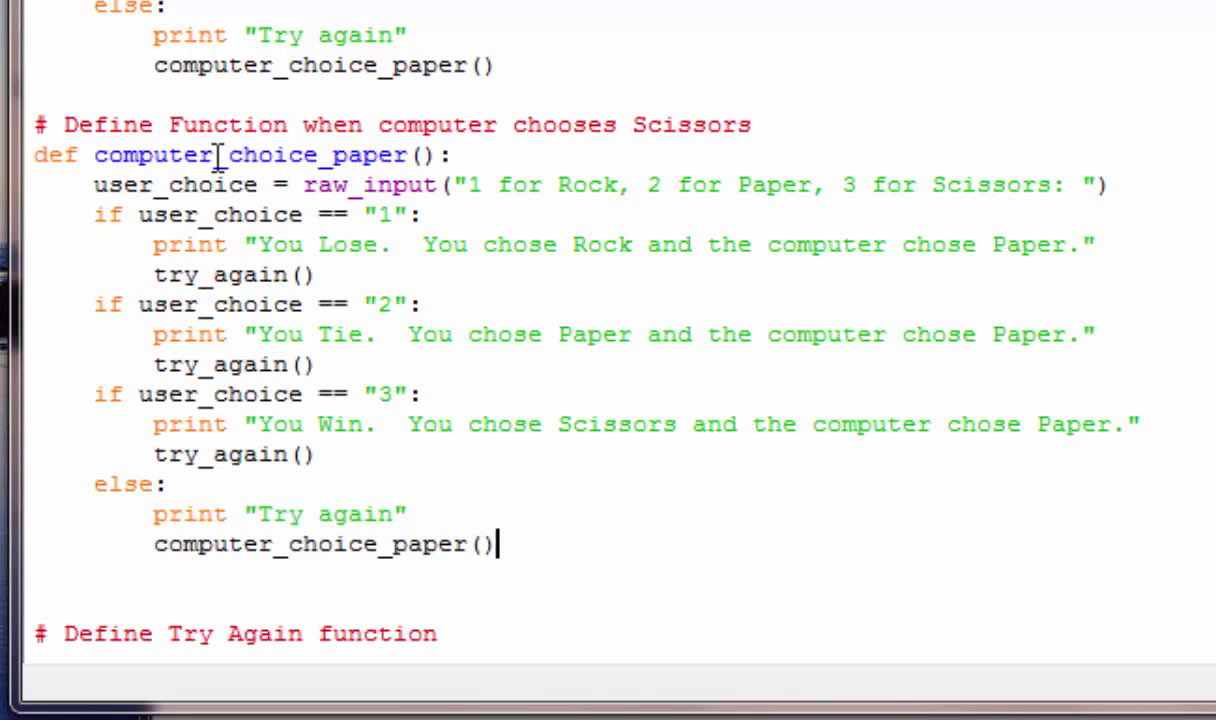 else:
print "Try again"
computer_choice_paper()
# Define Function when computer chooses Scissors
def computer_choice_paper():
user_choice = raw_input("1 for Rock, 2 for Paper, 3 for Scissors: ")
if user_choice == "1":
print "You Lose.  You chose Rock and the computer chose Paper."
try_again()
if user_choice == "2":
print "You Tie.  You chose Paper and the computer chose Paper."
try_again()
if user_choice == "3":
print "You Win.  You chose Scissors and the computer chose Paper."
try_again()
else:
print "Try again"
computer_choice_paper()
# Define Try Again function